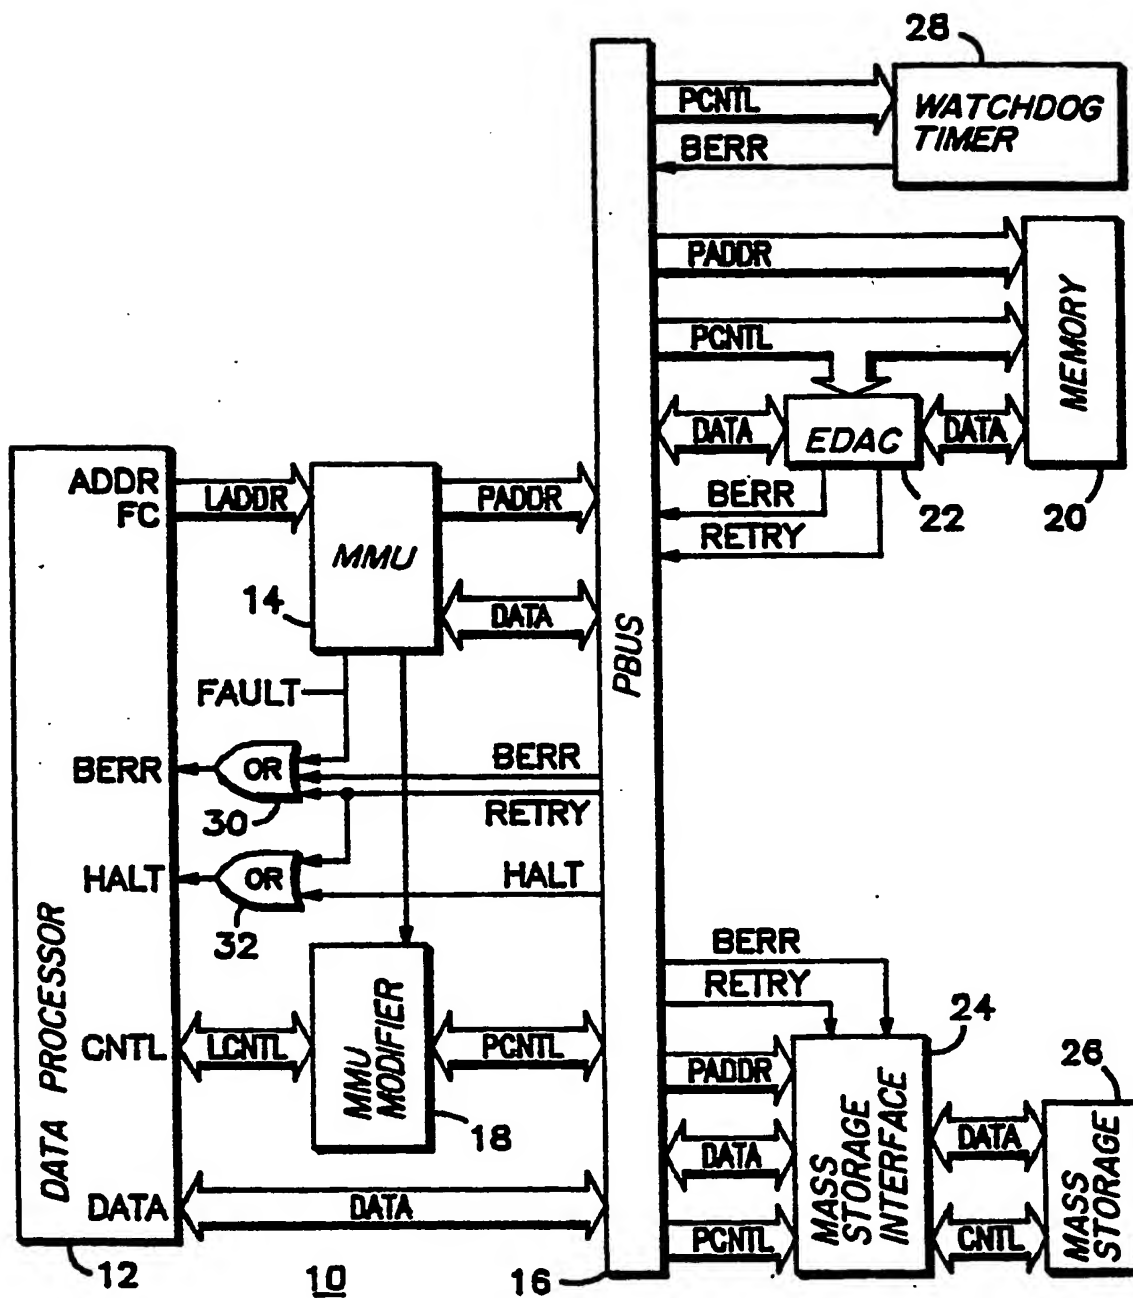 28
PCNTL
WATCHDOG
TIMER
BERR
PADDR
PCNTL
MEMORY
DATA
EDAC
DATA
BERR
22
20
RETRY
ADDR
FC
LADDR
MMU
PADDR
14
DATA
PBUS
FAULT
BERR
OR
BERR
30
RETRY
HALT
OR
HALT
32
DATA PROCESSOR
BERR
RETRY
24
CNTL
LCNTL
MMU
MODIFIER
PCNTL
18
PADDR
MASS
STORAGE
INTERFACE
26
DATA
DATA
MASS
STORAGE
DATA
DATA
PCNTL
CNTL
12
10
16